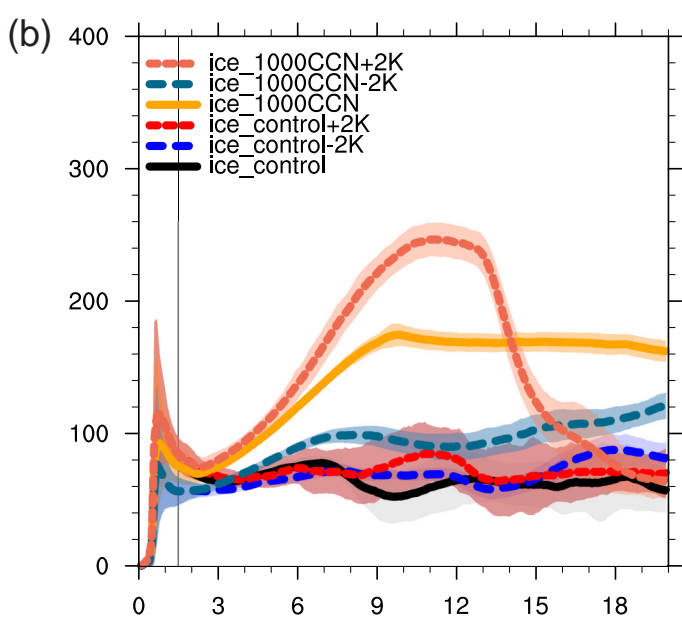 (b)
400
300
200
100
0
ice_1000CCN+2K
ice_1000CCN-2K
ice_1000CCN
ice_control+2K
ice_control-2K
ice_control
0 3 6 9 12 15 18